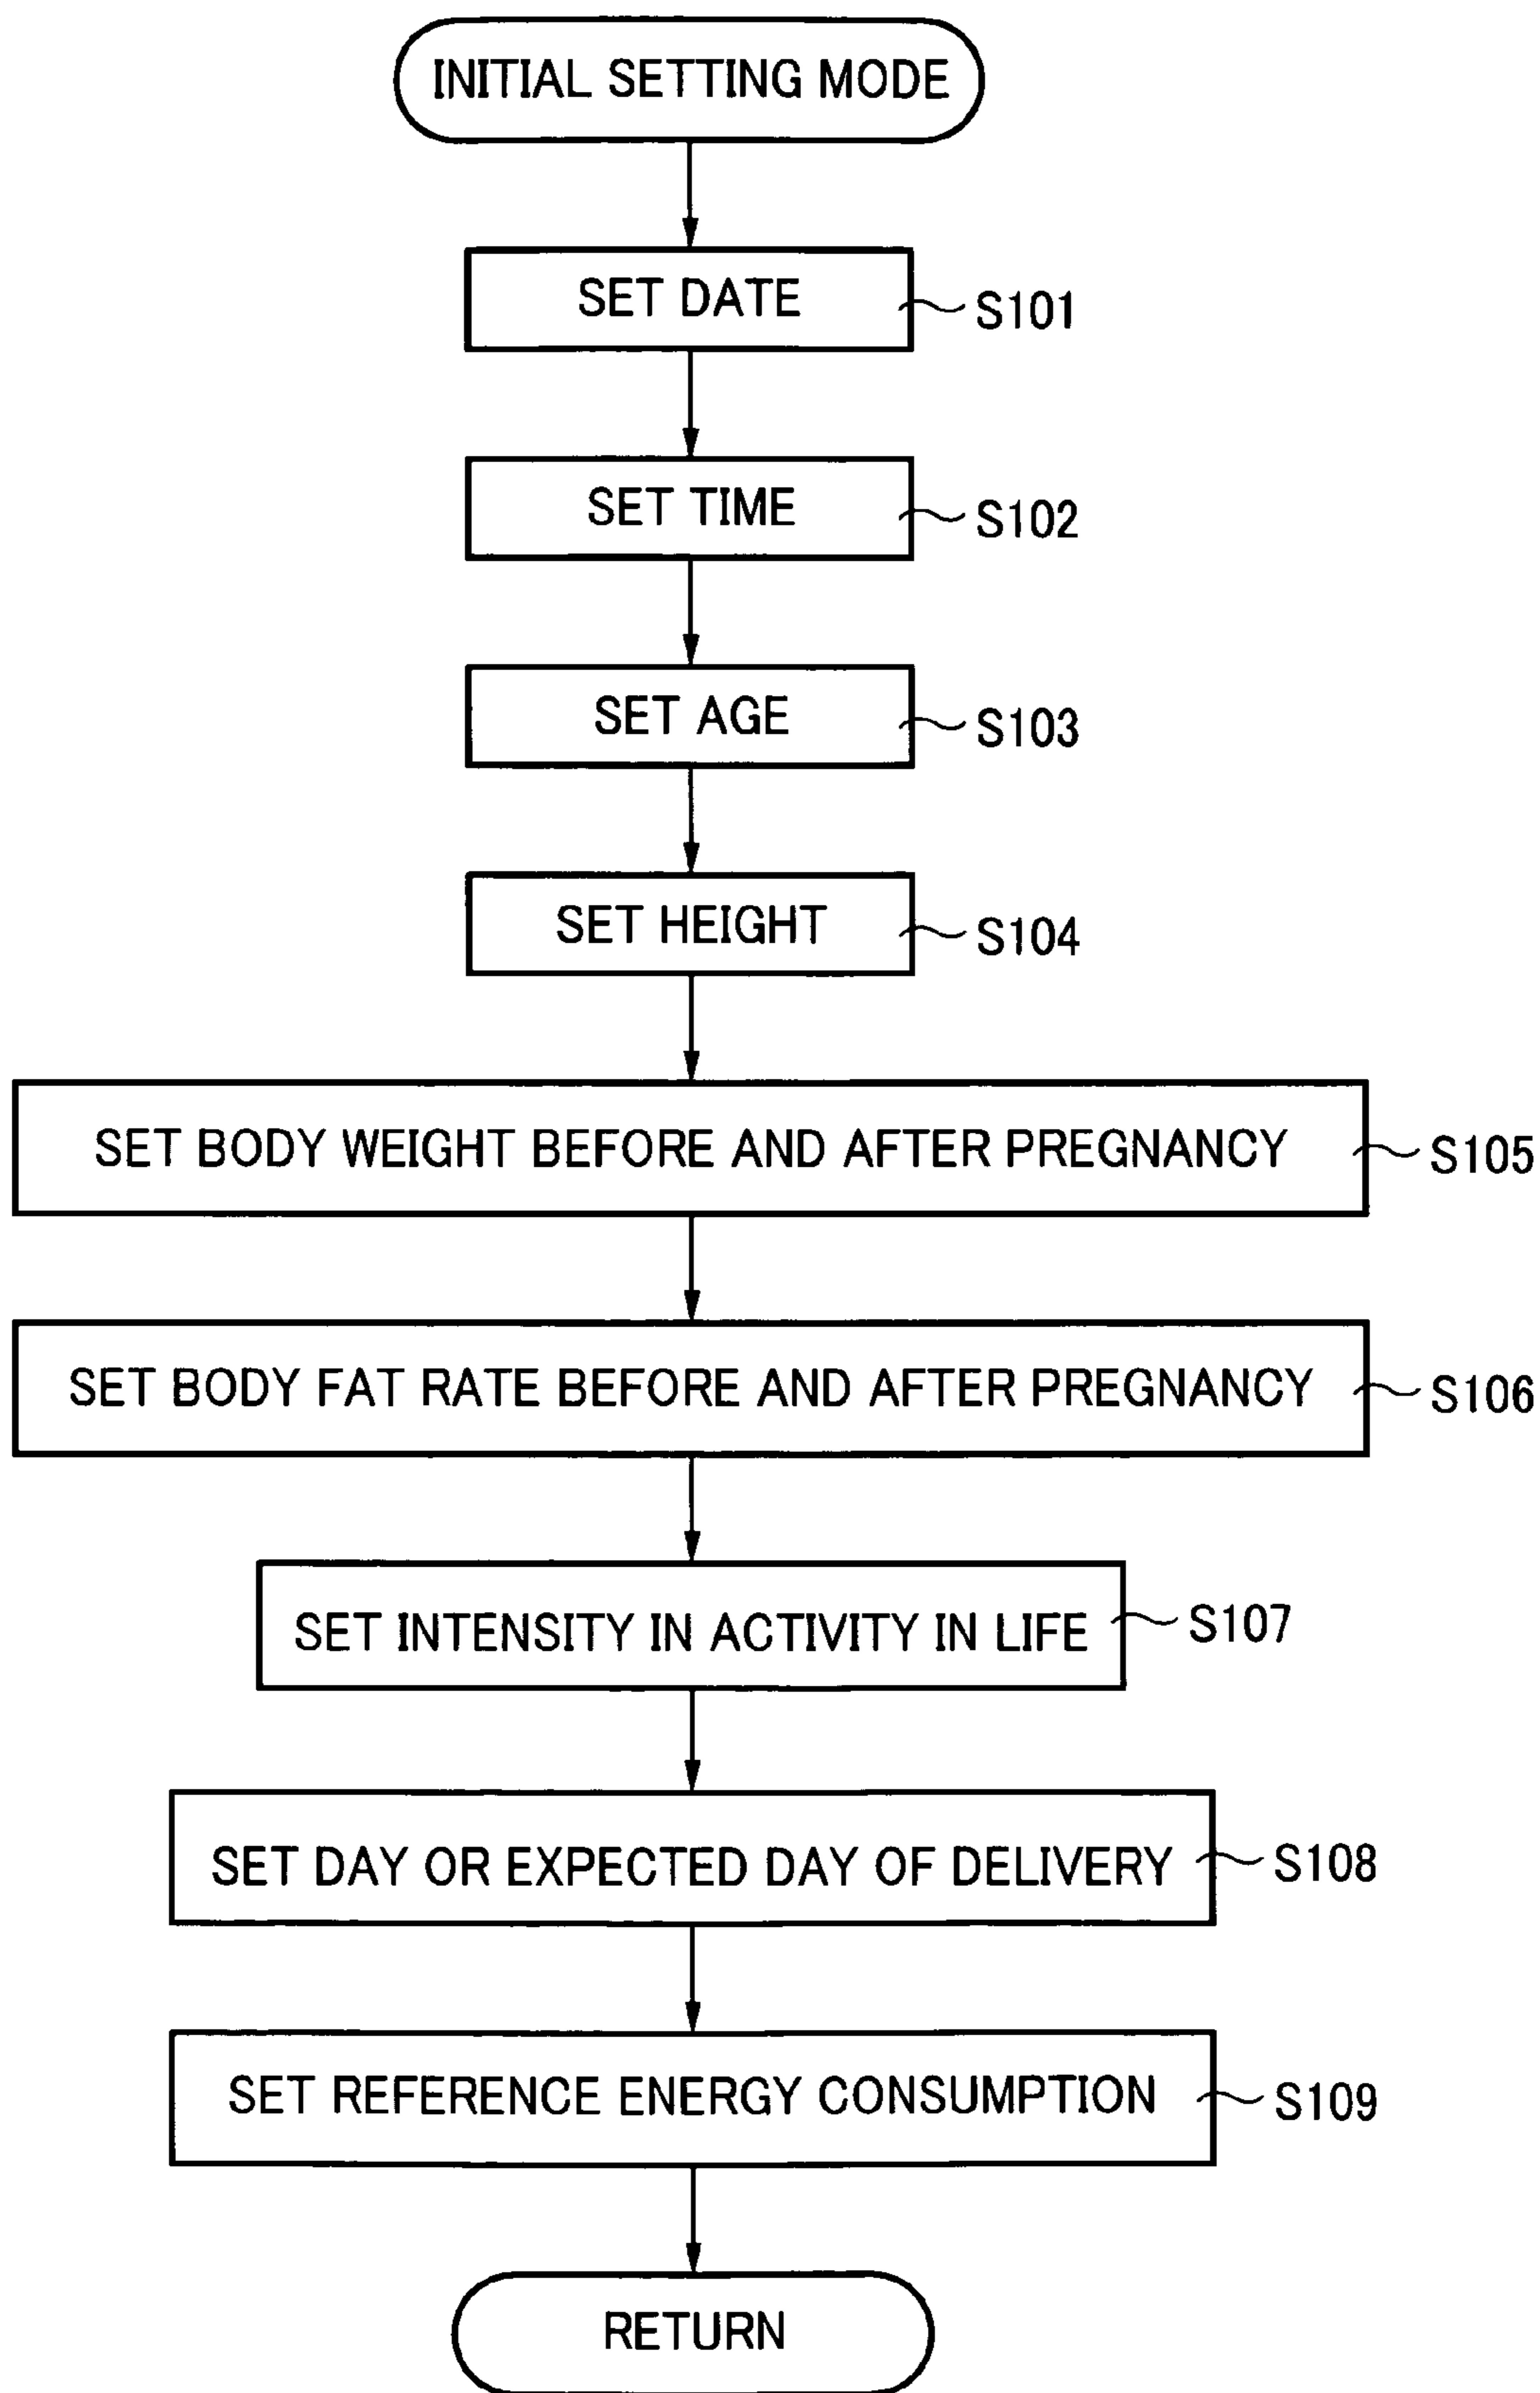 INITIAL SETTING MODE
SET DATE
S101
SET TIME
S102
SET AGE
S103
SET HEIGHT
S104
SET BODY WEIGHT BEFORE AND AFTER PREGNANCY
S105
SET BODY FAT RATE BEFORE AND AFTER PREGNANCY
S106
SET INTENSITY IN ACTIVITY IN LIFE
S107
SET DAY OR EXPECTED DAY OF DELIVERY
S108
SET REFERENCE ENERGY CONSUMPTION
S109
RETURN